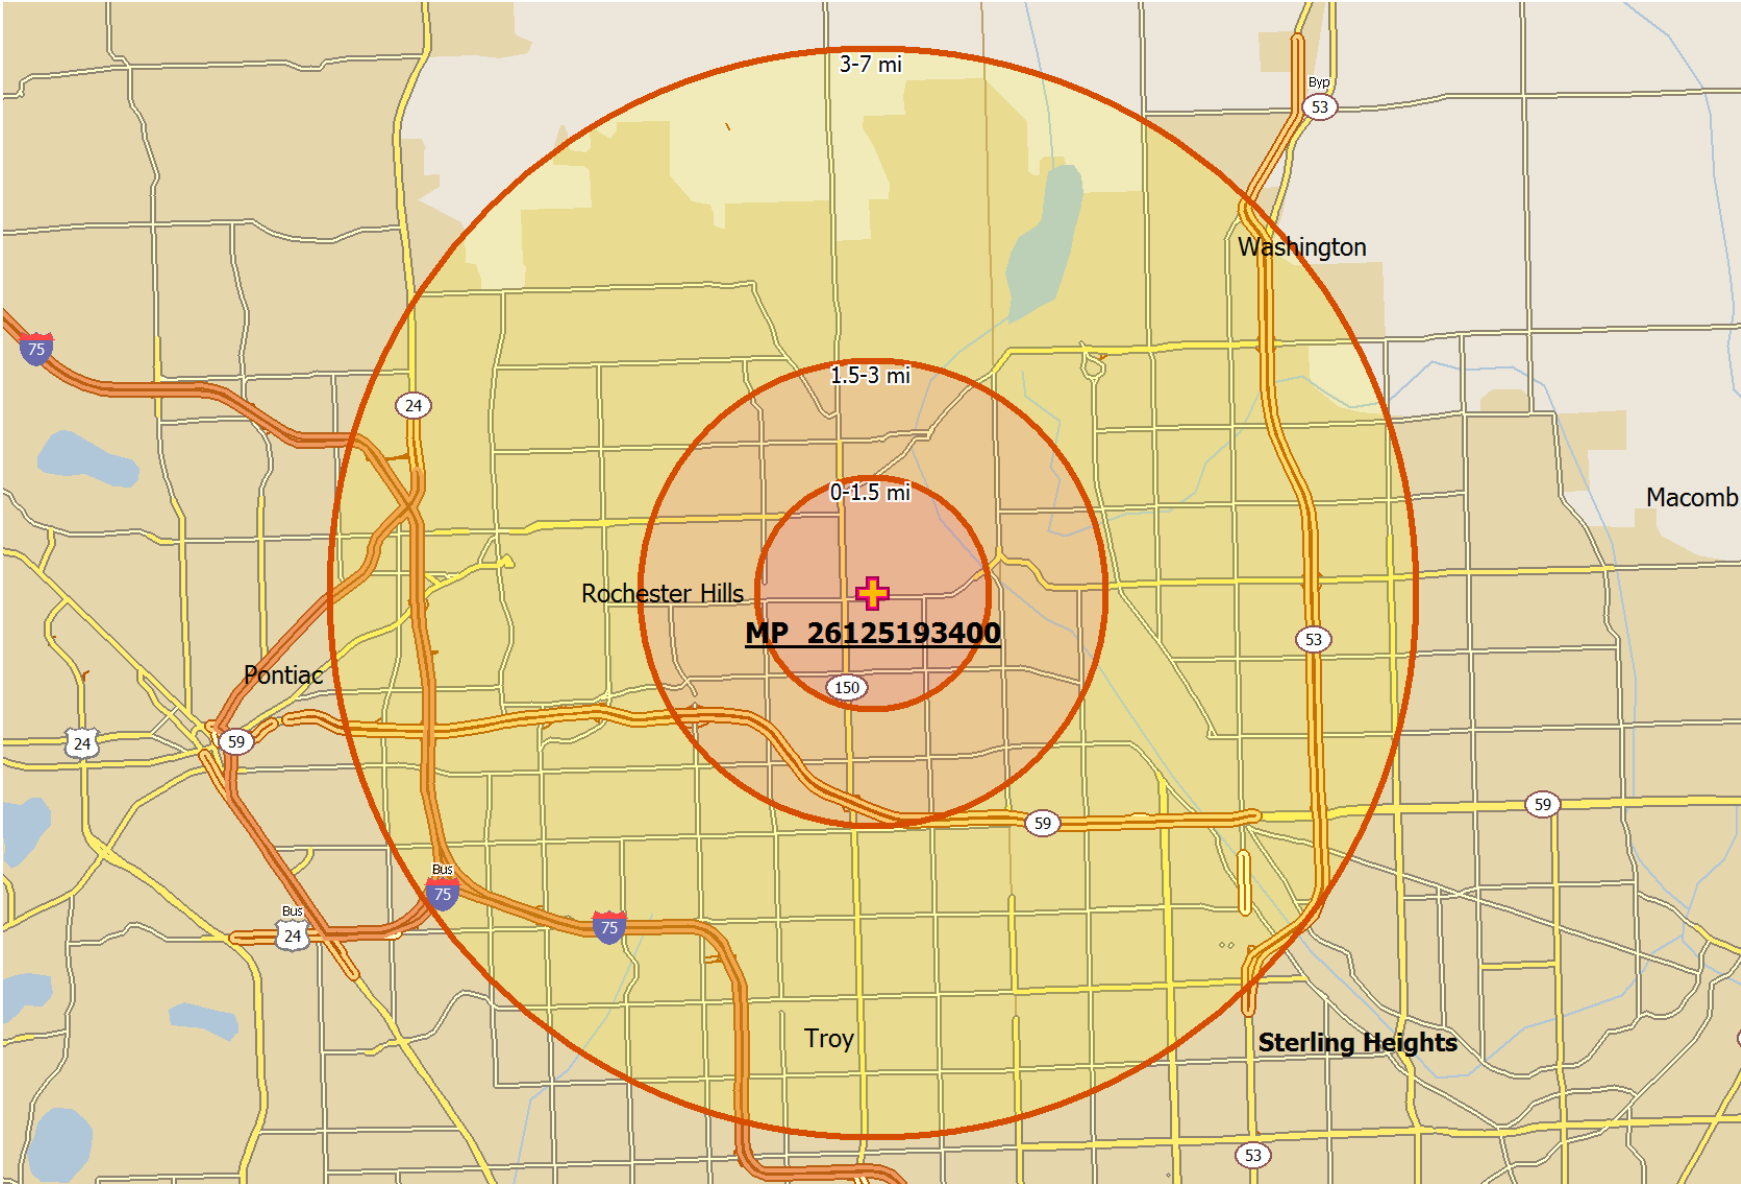 3-7 mi
Byp
53
Washington
75
1.5-3 mi
24
0-1.5 mi
Macomb
Rochester Hills
MP 26125193400
53
Pontiac
150
24
59
59
59
Bus
75
Bus
24
75
Troy
Sterling Heights
53